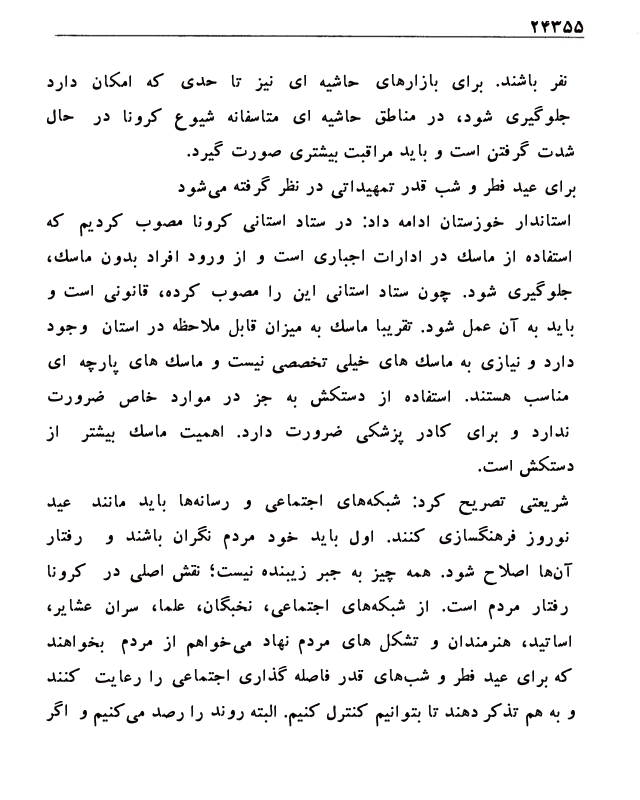 ۲۴۳۵۵
نفر باشند. برای بازارهای حاشیه ای نیز تا حدی که امکان دارد
جلوگیری شود، در مناطق حاشیه ای متاسفانه شیوع کرونا در حال
شدت گرفتن است و باید مراقبت بیشتری صورت گیرد.
برای عید فطر و شب قدر تمهیداتی در نظر گرفته می‌شود
استاندار خوزستان ادامه داد: در ستاد استانی کرونا مصوب کردیم که
استفاده از ماسك در ادارات اجباری است و از ورود افراد بدون ماسك،
جلوگیری شود. چون ستاد استانی این را مصوب کرده، قانونی است و
باید به آن عمل شود. تقریبا ماسك به میزان قابل ملاحظه در استان وجود
دارد و نیازی به ماسك های خیلی تخصصی نیست و ماسك های پارچه ای
مناسب هستند. استفاده از دستکش به جز در موارد خاص ضرورت
ندارد و برای کادر پزشکی ضرورت دارد. اهمیت ماسك بیشتر از
دستکش است.
شریعتی تصریح کرد: شبکه‌های اجتماعی و رسانه‌ها باید مانند عید
نوروز فرهنگسازی کنند. اول باید خود مردم نگران باشند و رفتار
آن‌ها اصلاح شود. همه چیز به جبر زیبنده نیست؛ نقش اصلی در کرونا
رفتار مردم است. از شبکه‌های اجتماعی، نخبگان، علما، سران عشایر،
اساتید، هنرمندان و تشکل های مردم نهاد می‌خواهم از مردم بخواهند
که برای عید فطر و شب‌های قدر فاصله گذاری اجتماعی را رعایت کنند
و به هم تذکر دهند تا بتوانیم کنترل کنیم. البته روند را رصد می‌کنیم و اگر